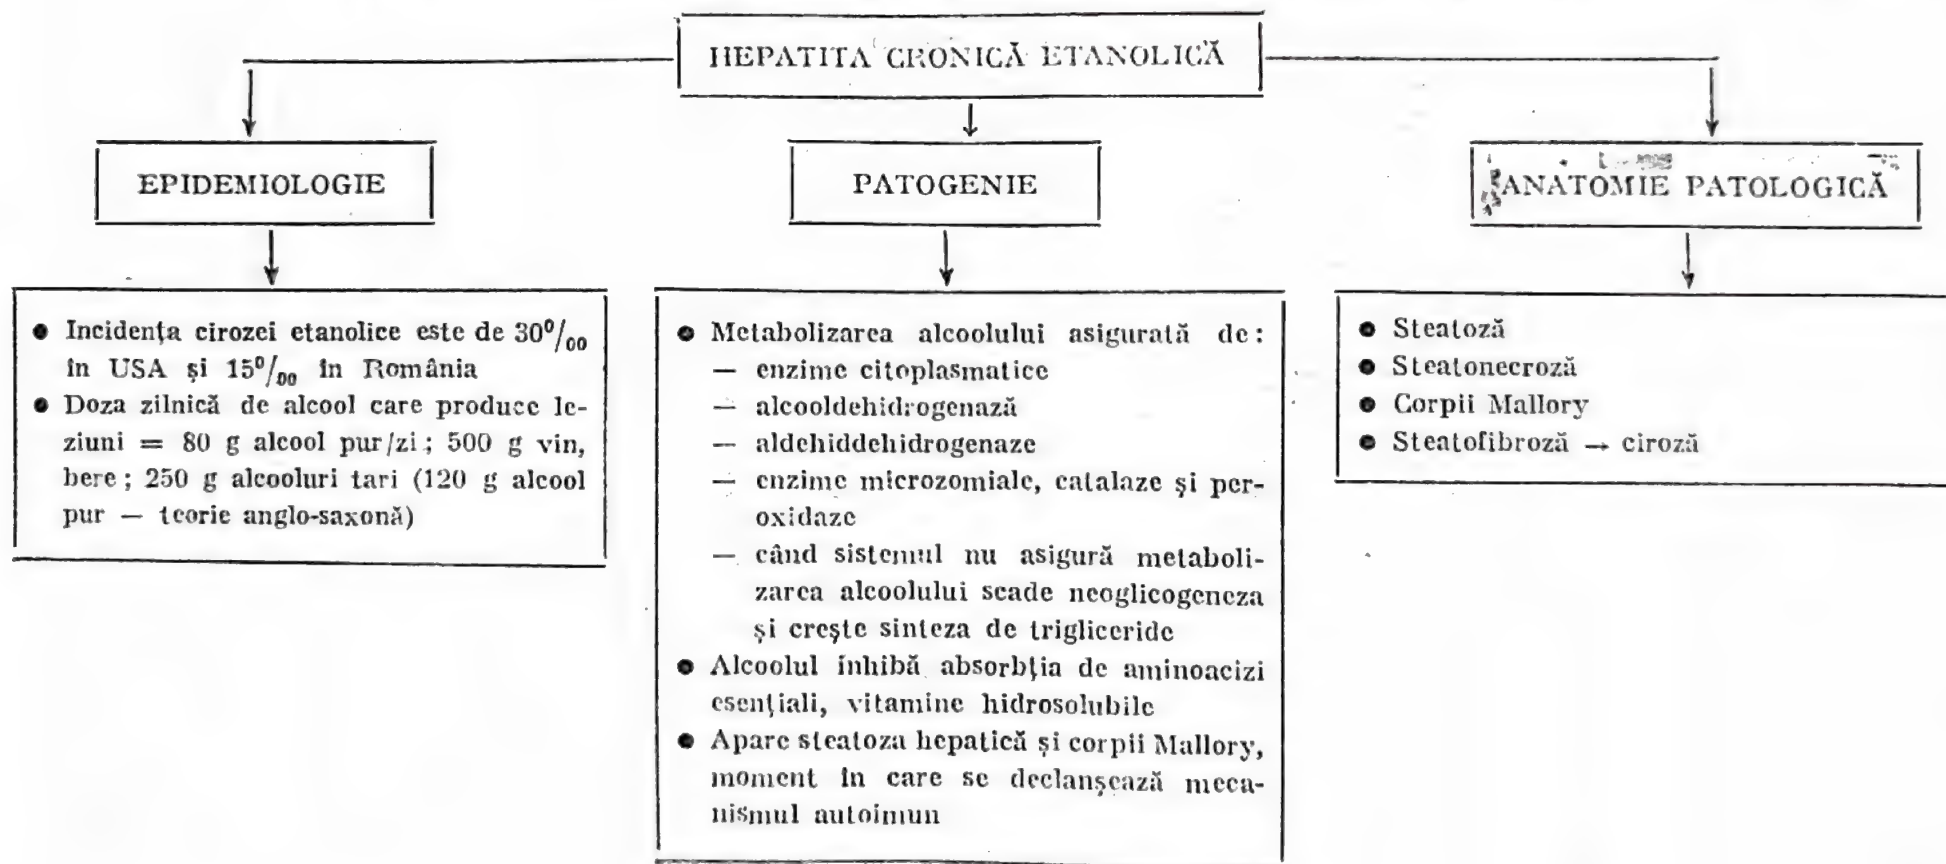 HEPATITA CRONICĂ ETANOLICĂ
EPIDEMIOLOGIE
● Incidența cirozei etanolice este de 30⁰/₀₀
în USA și 15⁰/₀₀ în România
● Doza zilnică de alcool care produce le-
ziuni = 80 g alcool pur/zi; 500 g vin,
bere; 250 g alcooluri tari (120 g alcool
pur — teorie anglo-saxonă)
PATOGENIE
● Metabolizarea alcoolului asigurată de:
— enzime citoplasmatice
— alcooldehidrogenază
— aldehiddehidrogenaze
— enzime microzomiale, catalaze și per-
oxidaze
— când sistemul nu asigură metaboli-
zarea alcoolului scade neoglicogeneza
și crește sinteza de trigliceride
● Alcoolul inhibă absorbția de aminoacizi
esențiali, vitamine hidrosolubile
● Apare steatoza hepatică și corpii Mallory,
moment în care se declanșează meca-
nismul autoimun
ANATOMIE PATOLOGICĂ
● Steatoză
● Steatonecroză
● Corpii Mallory
● Steatofibroză → ciroză